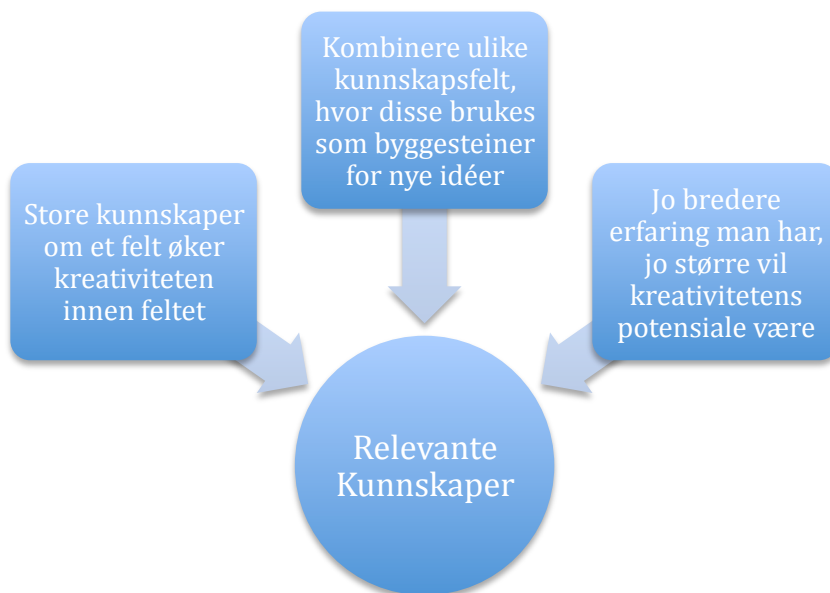 Kombinere ulike
kunnskapsfelt,
hvor disse brukes
som byggesteiner
for nye idéer
Store kunnskaper
om et felt øker
kreativiteten
innen feltet
Jo bredere
erfaring man har,
jo større vil
kreativitetens
potensiale være
Relevante
Kunnskaper